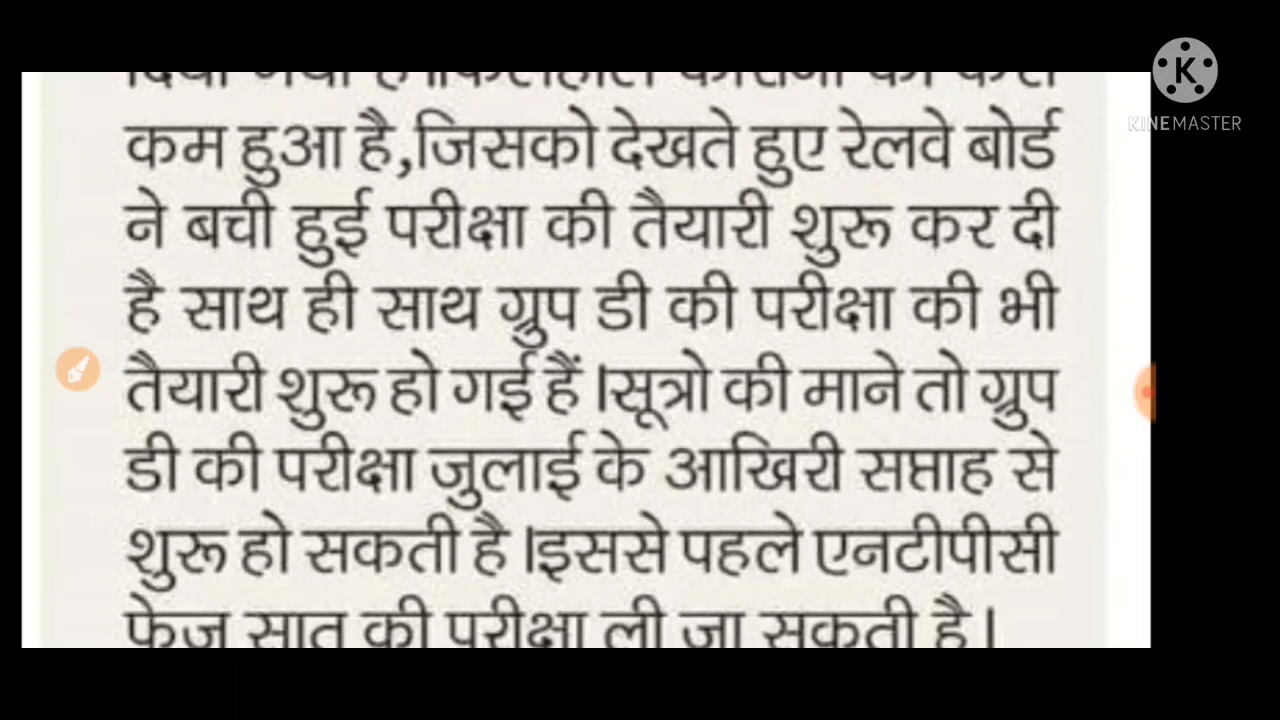 KINEMASTER
कम हुआ है,जिसको देखते हुए रेलवे बोर्ड
ने बची हुई परीक्षा की तैयारी शुरू कर दी
है साथ ही साथ ग्रुप डी की परीक्षा की भी
तैयारी शुरू हो गई हैं।सूत्रो की माने तो ग्रुप
डी की परीक्षा जुलाई के आखिरी सप्ताह से
शुरू हो सकती है।इससे पहले एनटीपीसी
फेज सात की परीक्षा ली जा सकती है।